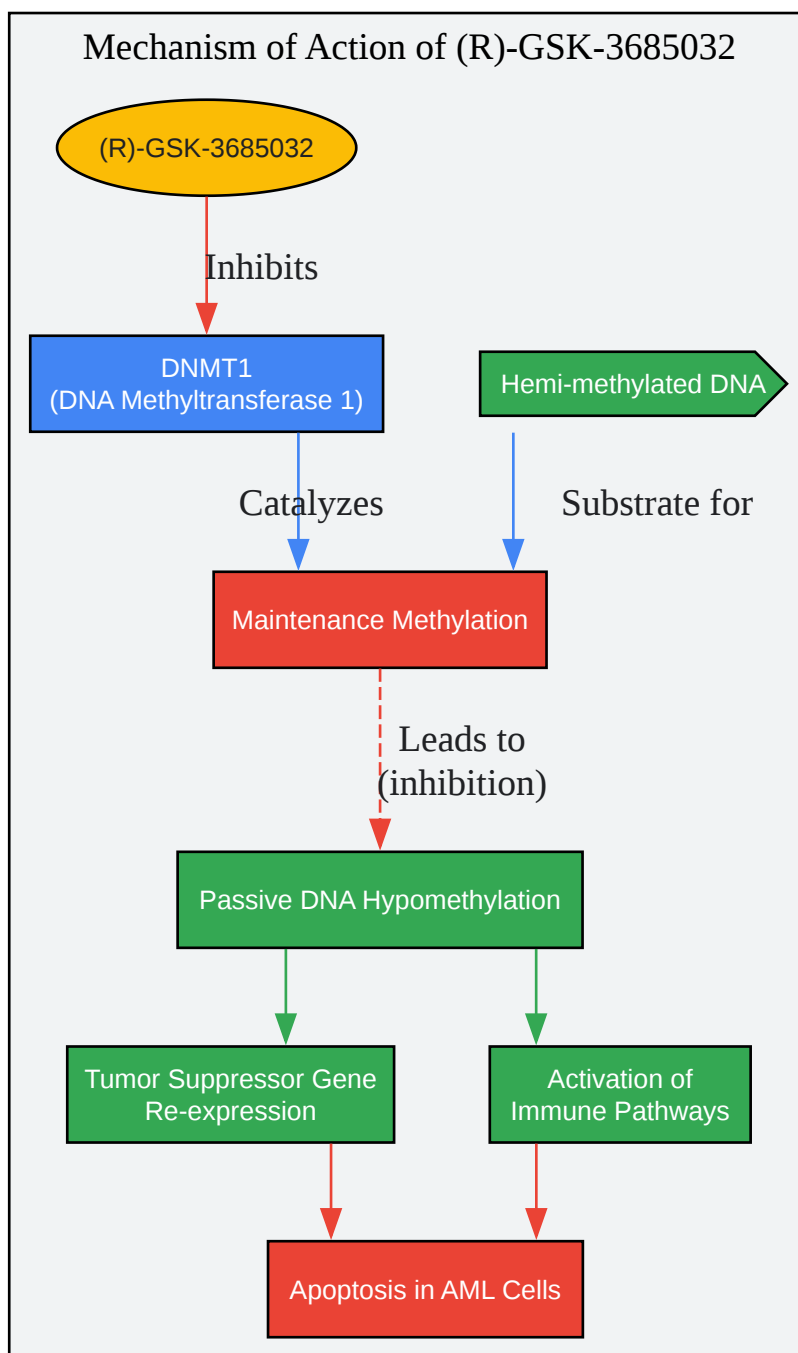 Mechanism of Action of (R)-GSK-3685032
(R)-GSK-3685032
Inhibits
DNMT1
(DNA Methyltransferase 1)
Hemi-methylated DNA
Catalyzes
Substrate for
Maintenance Methylation
Leads to
(inhibition)
Passive DNA Hypomethylation
Tumor Suppressor Gene
Re-expression
Activation of
Immune Pathways
Apoptosis in AML Cells